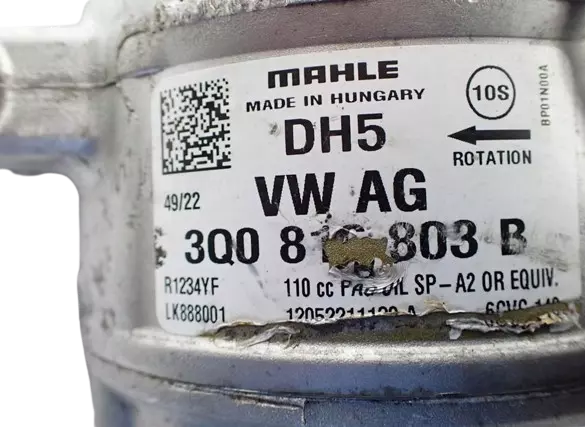 MAHLE
MADE IN HUNGARY
10S
BP01N00A
DH5
ROTATION
49/22
VW AG
3Q0 803 B
R1234YF
110 cc PAG OIL SP-A2 OR EQUIV.
LK888001